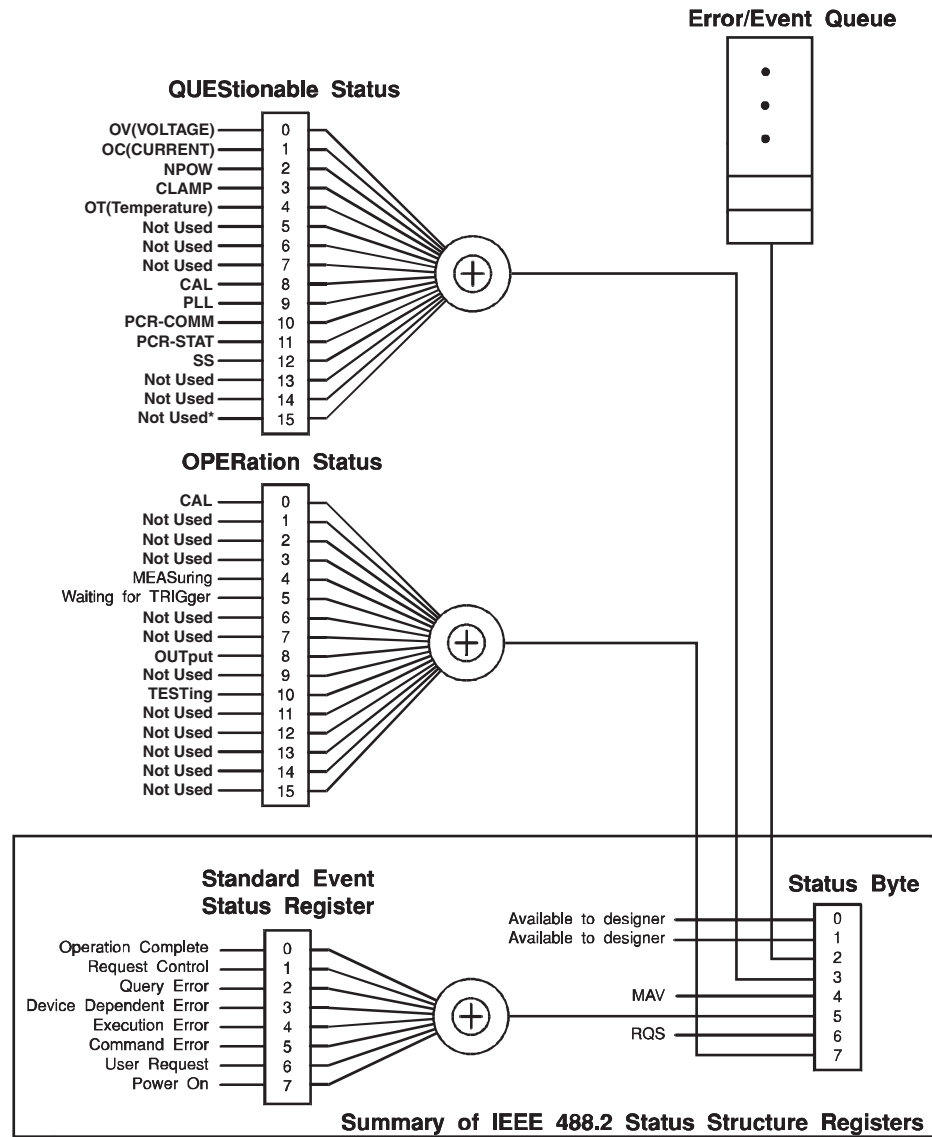 Error/Event Queue
QUEStionable Status
OV(VOLTAGE) 0
OC(CURRENT) 1
NPOW 2
CLAMP 3
OT(Temperature) 4
Not Used 5
Not Used 6
Not Used 7
CAL 8
PLL 9
PCR-COMM 10
PCR-STAT 11
SS 12
Not Used 13
Not Used 14
Not Used* 15
OPERation Status
CAL 0
Not Used 1
Not Used 2
Not Used 3
MEASuring 4
Waiting for TRIGger 5
Not Used 6
Not Used 7
OUTput 8
Not Used 9
TESTing 10
Not Used 11
Not Used 12
Not Used 13
Not Used 14
Not Used 15
Standard Event
Status Register
Operation Complete 0
Request Control 1
Query Error 2
Device Dependent Error 3
Execution Error 4
Command Error 5
User Request 6
Power On 7
Status Byte
Available to designer 0
Available to designer 1
2
3
MAV 4
5
RQS 6
7
Summary of IEEE 488.2 Status Structure Registers